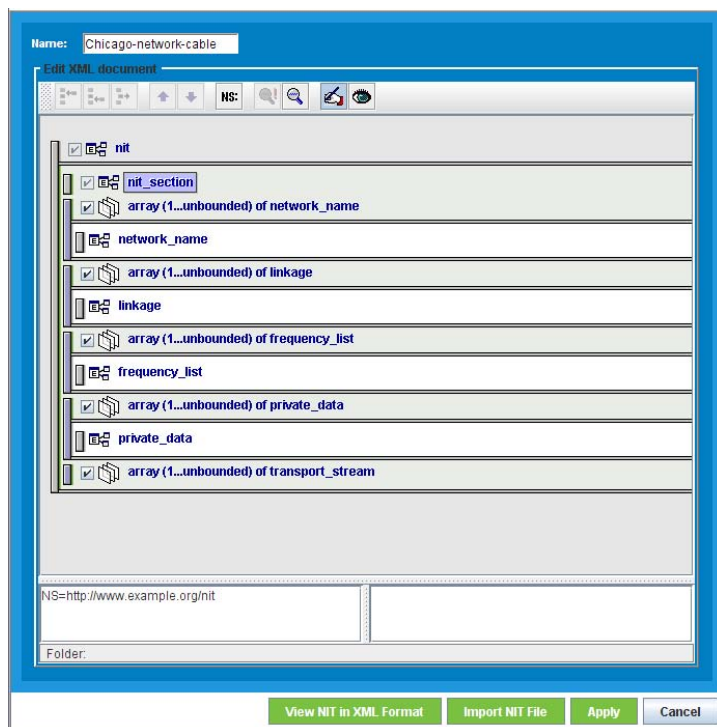 Name: Chicago-network-cable
Edit XML document
NS:
nit
nit_section
array (1...unbounded) of network_name
network_name
array (1...unbounded) of linkage
linkage
array (1...unbounded) of frequency_list
frequency_list
array (1...unbounded) of private_data
private_data
array (1...unbounded) of transport_stream
NS=http://www.example.org/nit
Folder:
View NIT in XML Format Import NIT File Apply Cancel